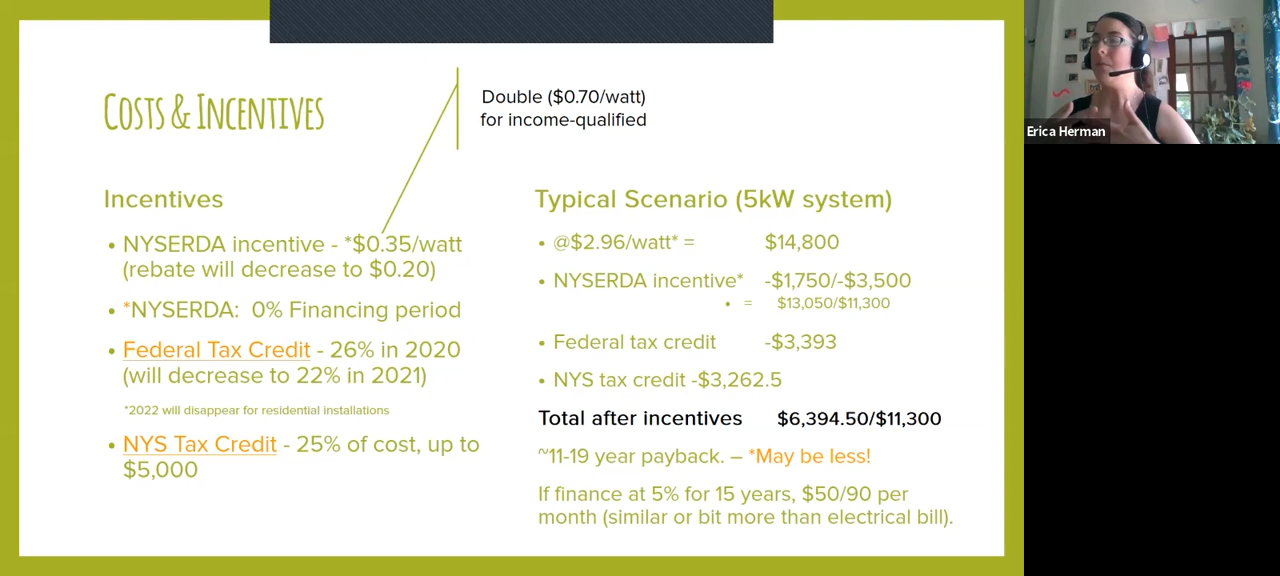 Double ($0.70/watt)
for income-qualified
Costs & Incentives
Incentives
• NYSERDA incentive - *$0.35/watt
(rebate will decrease to $0.20)
• *NYSERDA: 0% Financing period
• Federal Tax Credit - 26% in 2020
(will decrease to 22% in 2021)
*2022 will disappear for residential installations
• NYS Tax Credit - 25% of cost, up to
$5,000
Typical Scenario (5kW system)
• @$2.96/watt* = $14,800
• NYSERDA incentive* -$1,750/-$3,500
• = $13,050/$11,300
• Federal tax credit -$3,393
• NYS tax credit -$3,262.5
Total after incentives $6,394.50/$11,300
~11-19 year payback. – *May be less!
If finance at 5% for 15 years, $50/90 per
month (similar or bit more than electrical bill).
Erica Herman